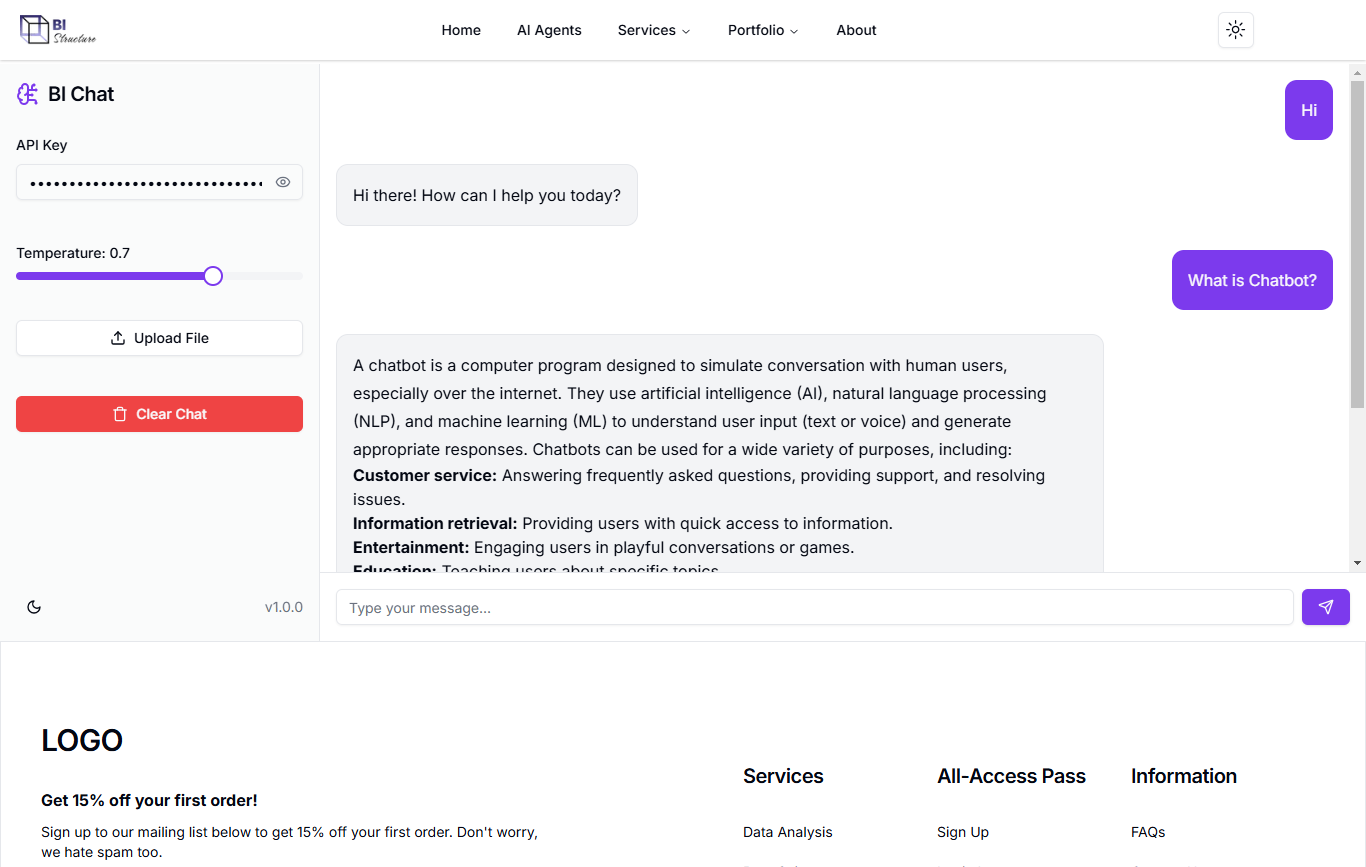 BI
Structure
Home
AI Agents
Services
Portfolio
About
BI Chat
API Key
Temperature: 0.7
Upload File
Clear Chat
v1.0.0
Hi
Hi there! How can I help you today?
What is Chatbot?
A chatbot is a computer program designed to simulate conversation with human users,
especially over the internet. They use artificial intelligence (AI), natural language processing
(NLP), and machine learning (ML) to understand user input (text or voice) and generate
appropriate responses. Chatbots can be used for a wide variety of purposes, including:
Customer service: Answering frequently asked questions, providing support, and resolving
issues.
Information retrieval: Providing users with quick access to information.
Entertainment: Engaging users in playful conversations or games.
Education: Teaching users about specific topics.
Type your message...
LOGO
Get 15% off your first order!
Sign up to our mailing list below to get 15% off your first order. Don't worry,
we hate spam too.
Services
Data Analysis
All-Access Pass
Sign Up
Information
FAQs